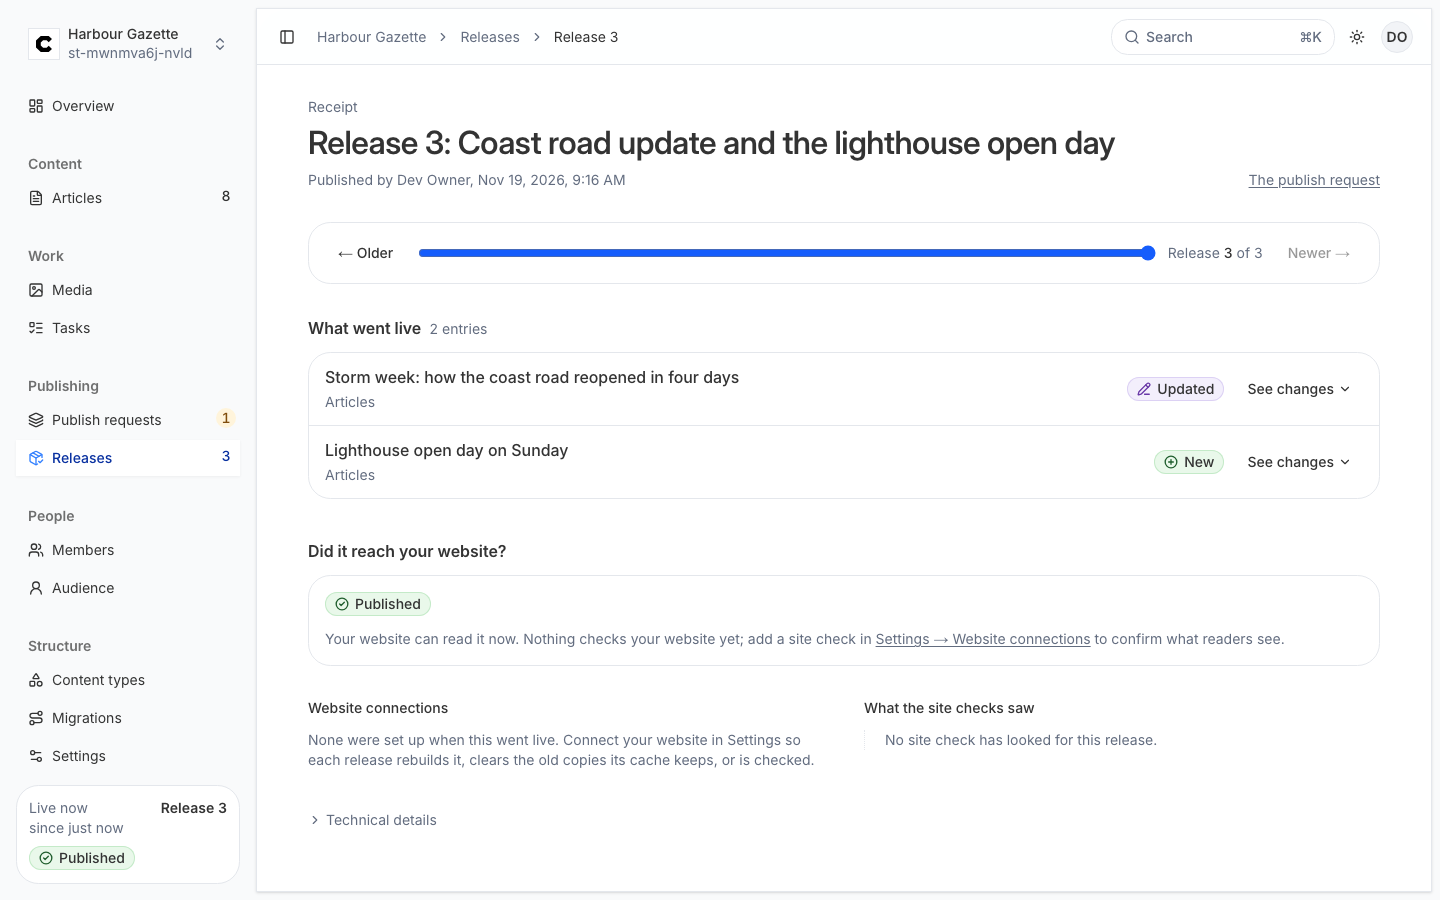 Harbour Gazette
st-mwnmva6j-nvld
Overview
Content
Articles 8
Work
Media
Tasks
Publishing
Publish requests 1
Releases 3
People
Members
Audience
Structure
Content types
Migrations
Settings
Live now Release 3
since just now
Published
Harbour Gazette > Releases > Release 3
Search ⌘K
DO
Receipt
Release 3: Coast road update and the lighthouse open day
Published by Dev Owner, Nov 19, 2026, 9:16 AM
The publish request
← Older Release 3 of 3 Newer →
What went live 2 entries
Storm week: how the coast road reopened in four days
Articles
Updated See changes
Lighthouse open day on Sunday
Articles
New See changes
Did it reach your website?
Published
Your website can read it now. Nothing checks your website yet; add a site check in Settings → Website connections to confirm what readers see.
Website connections
None were set up when this went live. Connect your website in Settings so
each release rebuilds it, clears the old copies its cache keeps, or is checked.
What the site checks saw
No site check has looked for this release.
Technical details